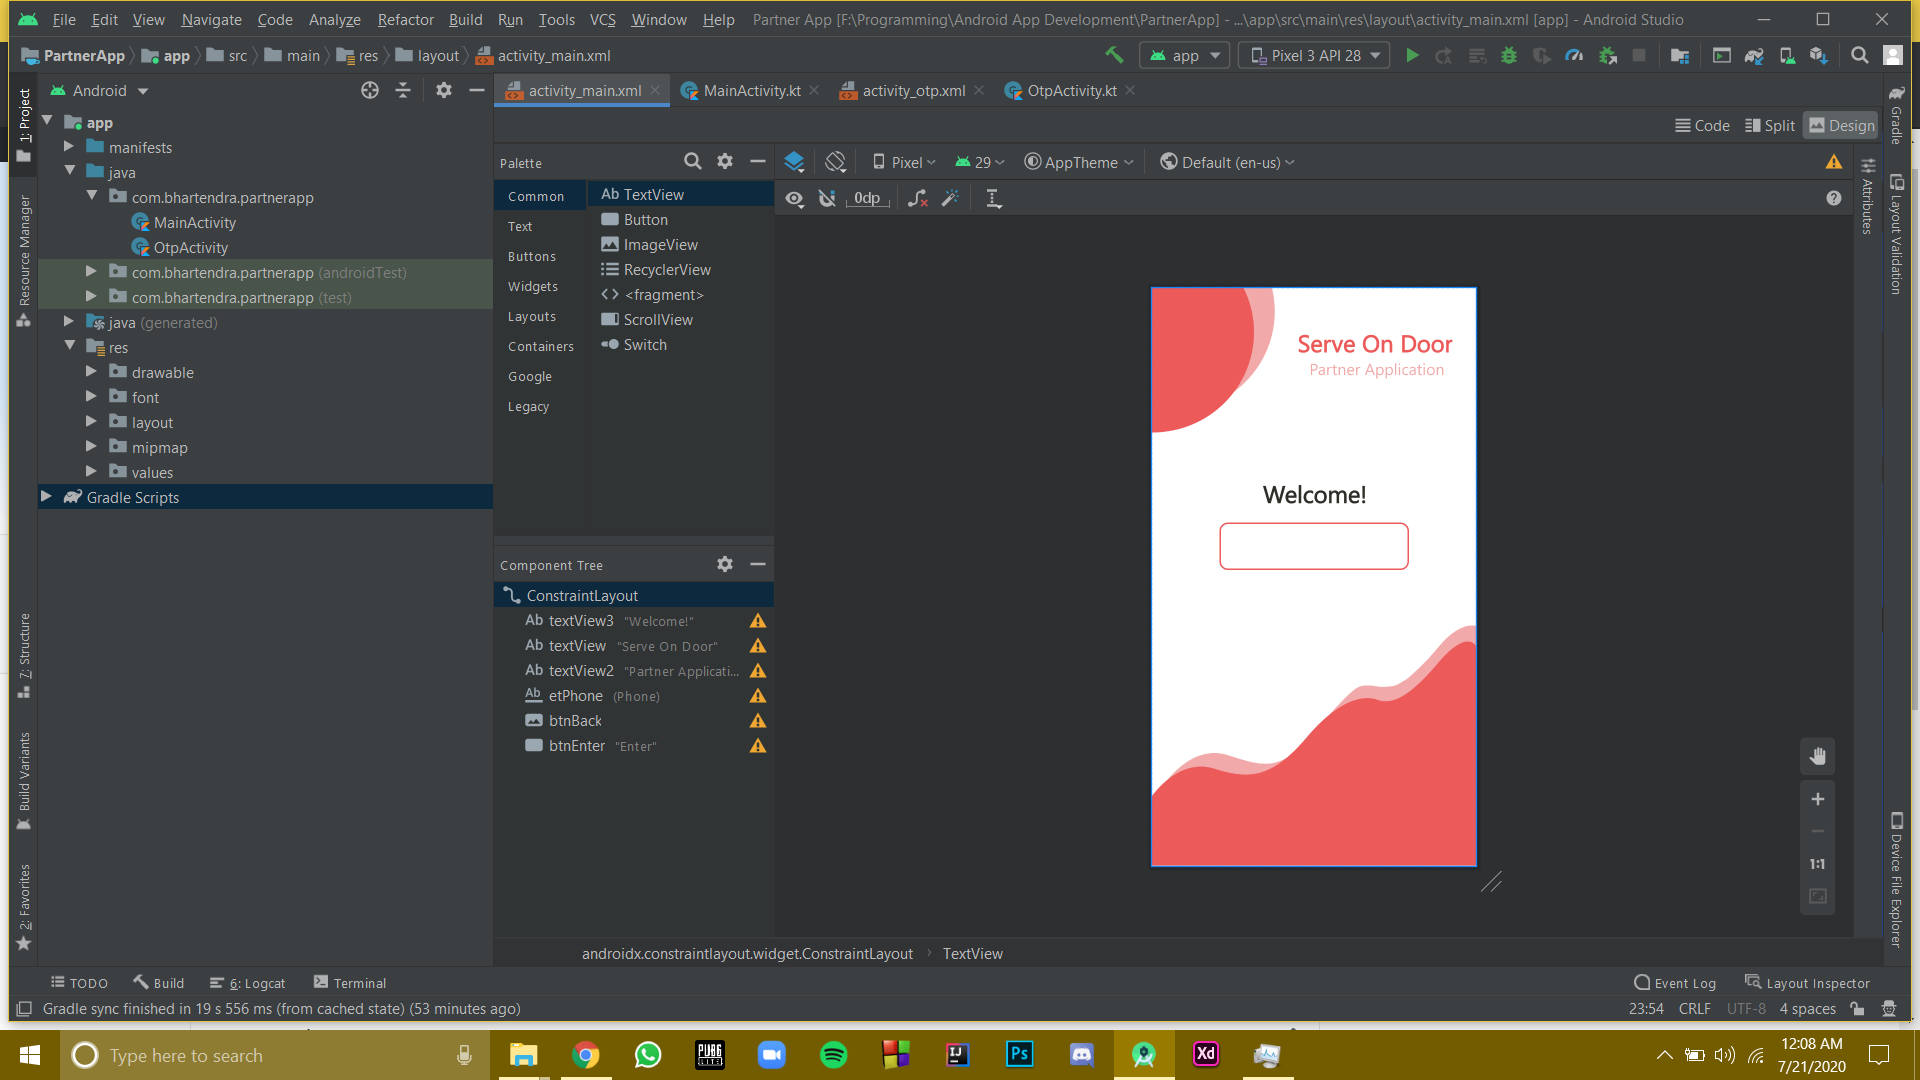 File Edit View Navigate Code Analyze Refactor Build Run Tools VCS Window Help Partner App [F:\Programming\Android App Development\PartnerApp] - ...\app\src\main\res\layout\activity_main.xml [app] - Android Studio
PartnerApp app src main res layout activity_main.xml
app Pixel 3 API 28
Android
activity_main.xml MainActivity.kt activity_otp.xml OtpActivity.kt
Code Split Design
1: Project
Resource Manager
7: Structure
Build Variants
2: Favorites
app
manifests
java
com.bhartendra.partnerapp
MainActivity
OtpActivity
com.bhartendra.partnerapp (androidTest)
com.bhartendra.partnerapp (test)
java (generated)
res
drawable
font
layout
mipmap
values
Gradle Scripts
Palette
Common
Text
Buttons
Widgets
Layouts
Containers
Google
Legacy
Ab TextView
Button
ImageView
RecyclerView
<fragment>
ScrollView
Switch
Component Tree
ConstraintLayout
Ab textView3 "Welcome!"
Ab textView "Serve On Door"
Ab textView2 "Partner Applicati...
Ab etPhone (Phone)
btnBack
btnEnter "Enter"
Pixel 29 AppTheme Default (en-us)
0dp
Serve On Door
Partner Application
Welcome!
1:1
Attributes
Gradle
Layout Validation
Device File Explorer
androidx.constraintlayout.widget.ConstraintLayout TextView
TODO Build 6: Logcat Terminal Event Log Layout Inspector
Gradle sync finished in 19 s 556 ms (from cached state) (53 minutes ago) 23:54 CRLF UTF-8 4 spaces
Type here to search
PUBG LITE
IJ
Ps
Xd
12:08 AM
7/21/2020